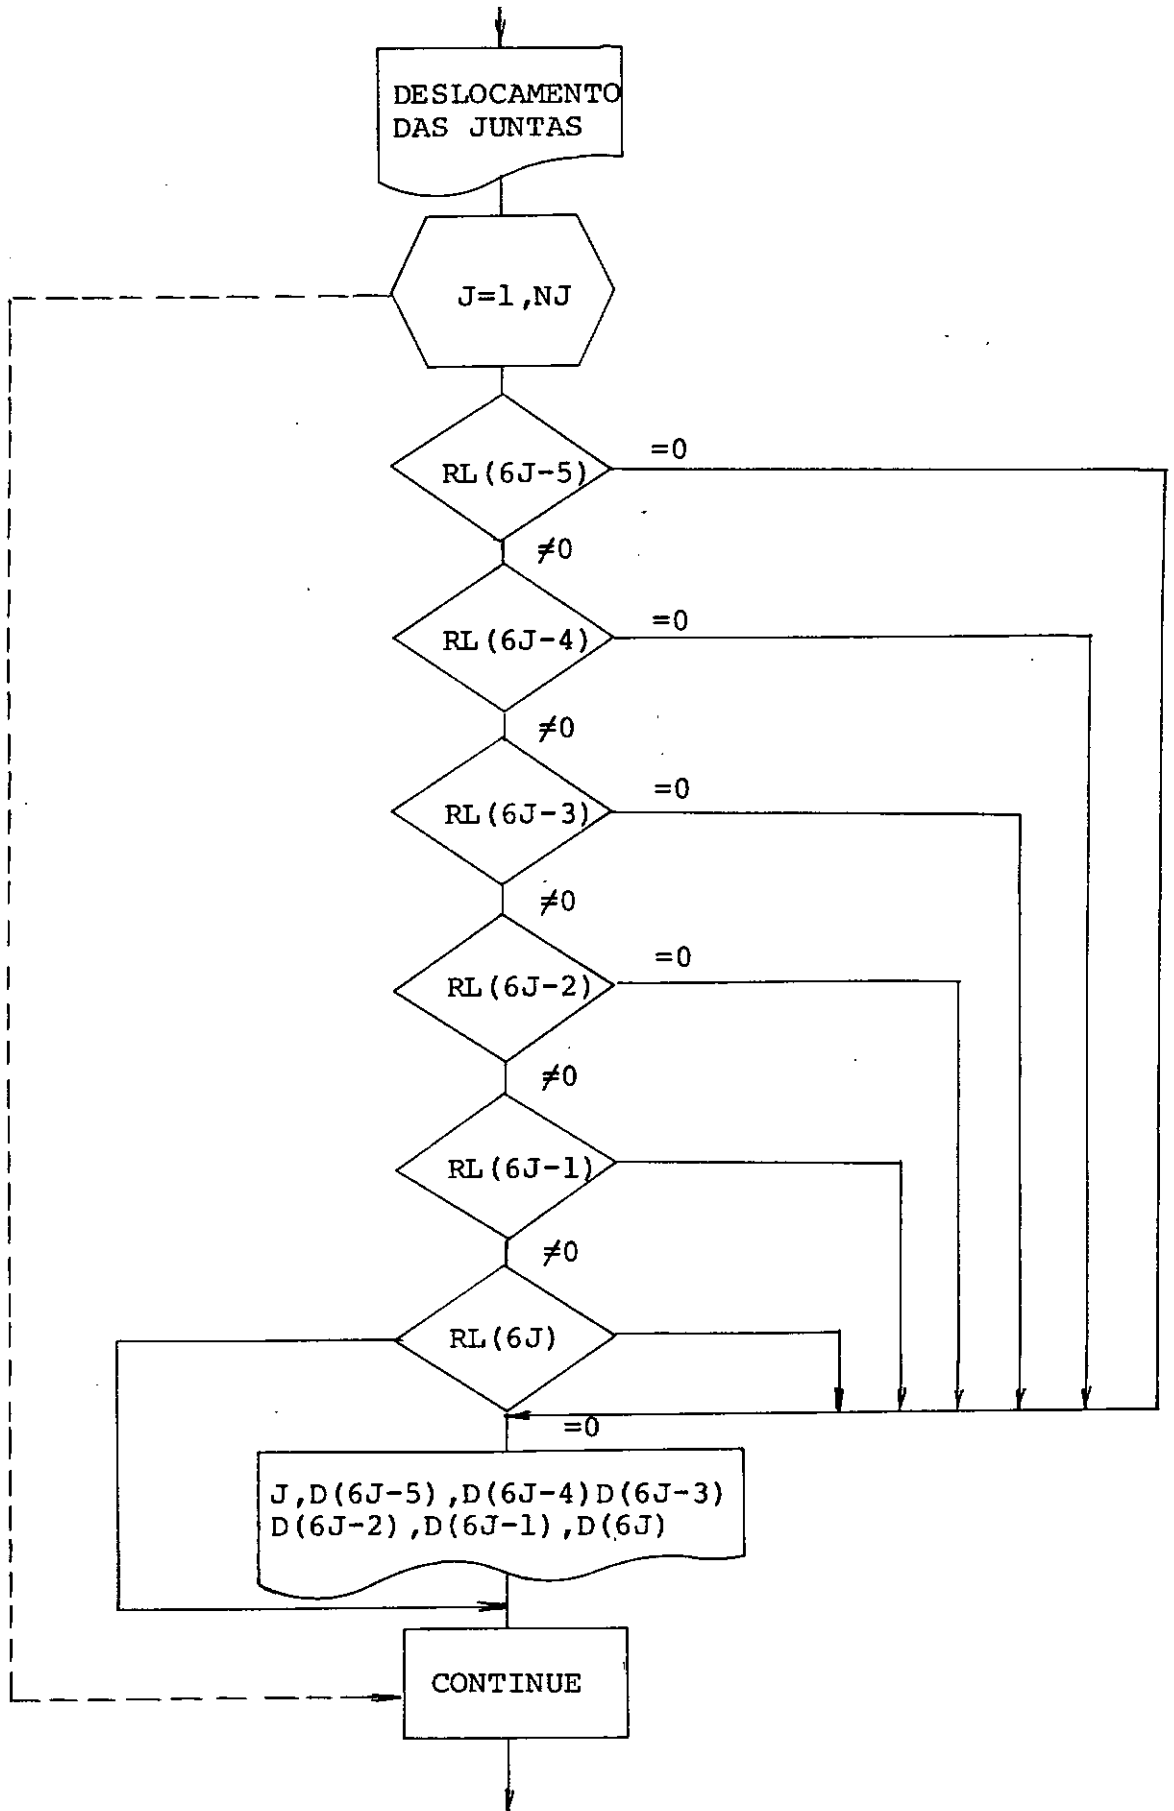 DESLOCAMENTO
DAS JUNTAS
J=1,NJ
RL(6J-5)
=0
≠0
RL(6J-4)
=0
≠0
RL(6J-3)
=0
≠0
RL(6J-2)
=0
≠0
RL(6J-1)
≠0
RL(6J)
=0
J,D(6J-5),D(6J-4)D(6J-3)
D(6J-2),D(6J-1),D(6J)
CONTINUE